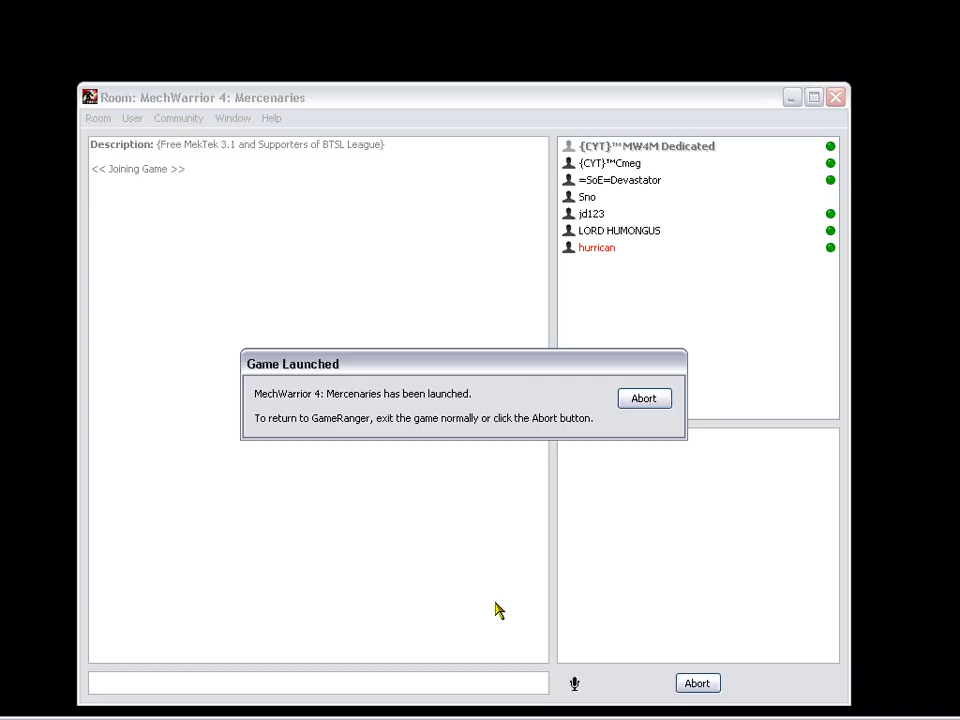 Room: MechWarrior 4: Mercenaries
Room User Community Window Help
Description: {Free MekTek 3.1 and Supporters of BTSL League}
<< Joining Game >>
{CYT}™MW4M Dedicated
{CYT}™Cmeg
=SoE=Devastator
Sno
jd123
LORD HUMONGUS
hurrican
Game Launched
MechWarrior 4: Mercenaries has been launched.
Abort
To return to GameRanger, exit the game normally or click the Abort button.
Abort